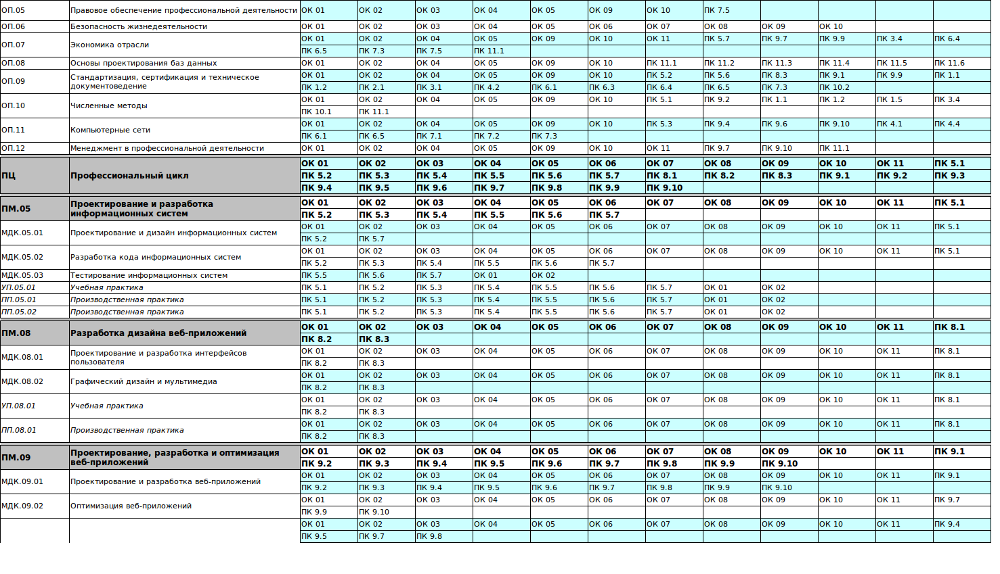 ОП.05 Правовое обеспечение профессиональной деятельности ОК 01 ОК 02 ОК 03 ОК 04 ОК 05 ОК 09 ОК 10 ПК 7.5
ОП.06 Безопасность жизнедеятельности ОК 01 ОК 02 ОК 03 ОК 04 ОК 05 ОК 06 ОК 07 ОК 08 ОК 09 ОК 10
ОП.07 Экономика отрасли ОК 01 ОК 02 ОК 04 ОК 05 ОК 09 ОК 10 ОК 11 ПК 5.7 ПК 9.7 ПК 9.9 ПК 3.4 ПК 6.4
ПК 6.5 ПК 7.3 ПК 7.5 ПК 11.1
ОП.08 Основы проектирования баз данных ОК 01 ОК 02 ОК 04 ОК 05 ОК 09 ОК 10 ПК 11.1 ПК 11.2 ПК 11.3 ПК 11.4 ПК 11.5 ПК 11.6
ОП.09 Стандартизация, сертификация и техническое
документоведение ОК 01 ОК 02 ОК 04 ОК 05 ОК 09 ОК 10 ПК 5.2 ПК 5.6 ПК 8.3 ПК 9.1 ПК 9.9 ПК 1.1
ПК 1.2 ПК 2.1 ПК 3.1 ПК 4.2 ПК 6.1 ПК 6.3 ПК 6.4 ПК 6.5 ПК 7.3 ПК 10.2
ОП.10 Численные методы ОК 01 ОК 02 ОК 04 ОК 05 ОК 09 ОК 10 ПК 5.1 ПК 9.2 ПК 1.1 ПК 1.2 ПК 1.5 ПК 3.4
ПК 10.1 ПК 11.1
ОП.11 Компьютерные сети ОК 01 ОК 02 ОК 04 ОК 05 ОК 09 ОК 10 ПК 5.3 ПК 9.4 ПК 9.6 ПК 9.10 ПК 4.1 ПК 4.4
ПК 6.1 ПК 6.5 ПК 7.1 ПК 7.2 ПК 7.3
ОП.12 Менеджмент в профессиональной деятельности ОК 01 ОК 02 ОК 04 ОК 05 ОК 09 ОК 10 ОК 11 ПК 9.7 ПК 9.10 ПК 11.1
ПЦ Профессиональный цикл ОК 01 ОК 02 ОК 03 ОК 04 ОК 05 ОК 06 ОК 07 ОК 08 ОК 09 ОК 10 ОК 11 ПК 5.1
ПК 5.2 ПК 5.3 ПК 5.4 ПК 5.5 ПК 5.6 ПК 5.7 ПК 8.1 ПК 8.2 ПК 8.3 ПК 9.1 ПК 9.2 ПК 9.3
ПК 9.4 ПК 9.5 ПК 9.6 ПК 9.7 ПК 9.8 ПК 9.9 ПК 9.10
ПМ.05 Проектирование и разработка
информационных систем ОК 01 ОК 02 ОК 03 ОК 04 ОК 05 ОК 06 ОК 07 ОК 08 ОК 09 ОК 10 ОК 11 ПК 5.1
ПК 5.2 ПК 5.3 ПК 5.4 ПК 5.5 ПК 5.6 ПК 5.7
МДК.05.01 Проектирование и дизайн информационных систем ОК 01 ОК 02 ОК 03 ОК 04 ОК 05 ОК 06 ОК 07 ОК 08 ОК 09 ОК 10 ОК 11 ПК 5.1
ПК 5.2 ПК 5.7
МДК.05.02 Разработка кода информационных систем ОК 01 ОК 02 ОК 03 ОК 04 ОК 05 ОК 06 ОК 07 ОК 08 ОК 09 ОК 10 ОК 11 ПК 5.1
ПК 5.2 ПК 5.3 ПК 5.4 ПК 5.5 ПК 5.6 ПК 5.7
МДК.05.03 Тестирование информационных систем ПК 5.5 ПК 5.6 ПК 5.7 ОК 01 ОК 02
УП.05.01 Учебная практика ПК 5.1 ПК 5.2 ПК 5.3 ПК 5.4 ПК 5.5 ПК 5.6 ПК 5.7 ОК 01 ОК 02
ПП.05.01 Производственная практика ПК 5.1 ПК 5.2 ПК 5.3 ПК 5.4 ПК 5.5 ПК 5.6 ПК 5.7 ОК 01 ОК 02
ПП.05.02 Производственная практика ПК 5.1 ПК 5.2 ПК 5.3 ПК 5.4 ПК 5.5 ПК 5.6 ПК 5.7 ОК 01 ОК 02
ПМ.08 Разработка дизайна веб-приложений ОК 01 ОК 02 ОК 03 ОК 04 ОК 05 ОК 06 ОК 07 ОК 08 ОК 09 ОК 10 ОК 11 ПК 8.1
ПК 8.2 ПК 8.3
МДК.08.01 Проектирование и разработка интерфейсов
пользователя ОК 01 ОК 02 ОК 03 ОК 04 ОК 05 ОК 06 ОК 07 ОК 08 ОК 09 ОК 10 ОК 11 ПК 8.1
ПК 8.2 ПК 8.3
МДК.08.02 Графический дизайн и мультимедиа ОК 01 ОК 02 ОК 03 ОК 04 ОК 05 ОК 06 ОК 07 ОК 08 ОК 09 ОК 10 ОК 11 ПК 8.1
ПК 8.2 ПК 8.3
УП.08.01 Учебная практика ОК 01 ОК 02 ОК 03 ОК 04 ОК 05 ОК 06 ОК 07 ОК 08 ОК 09 ОК 10 ОК 11 ПК 8.1
ПК 8.2 ПК 8.3
ПП.08.01 Производственная практика ОК 01 ОК 02 ОК 03 ОК 04 ОК 05 ОК 06 ОК 07 ОК 08 ОК 09 ОК 10 ОК 11 ПК 8.1
ПК 8.2 ПК 8.3
ПМ.09 Проектирование, разработка и оптимизация
веб-приложений ОК 01 ОК 02 ОК 03 ОК 04 ОК 05 ОК 06 ОК 07 ОК 08 ОК 09 ОК 10 ОК 11 ПК 9.1
ПК 9.2 ПК 9.3 ПК 9.4 ПК 9.5 ПК 9.6 ПК 9.7 ПК 9.8 ПК 9.9 ПК 9.10
МДК.09.01 Проектирование и разработка веб-приложений ОК 01 ОК 02 ОК 03 ОК 04 ОК 05 ОК 06 ОК 07 ОК 08 ОК 09 ОК 10 ОК 11 ПК 9.1
ПК 9.2 ПК 9.3 ПК 9.4 ПК 9.5 ПК 9.6 ПК 9.7 ПК 9.8 ПК 9.9 ПК 9.10
МДК.09.02 Оптимизация веб-приложений ОК 01 ОК 02 ОК 03 ОК 04 ОК 05 ОК 06 ОК 07 ОК 08 ОК 09 ОК 10 ОК 11 ПК 9.7
ПК 9.9 ПК 9.10
ОК 01 ОК 02 ОК 03 ОК 04 ОК 05 ОК 06 ОК 07 ОК 08 ОК 09 ОК 10 ОК 11 ПК 9.4
ПК 9.5 ПК 9.7 ПК 9.8